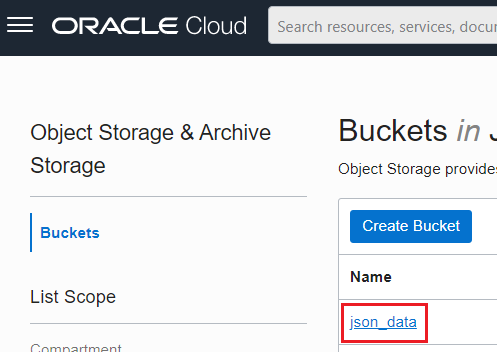 ORACLE Cloud
Search resources, services, docu
Object Storage & Archive
Storage
Buckets
List Scope
Compartment
Buckets in J
Object Storage provides
Create Bucket
Name
json_data